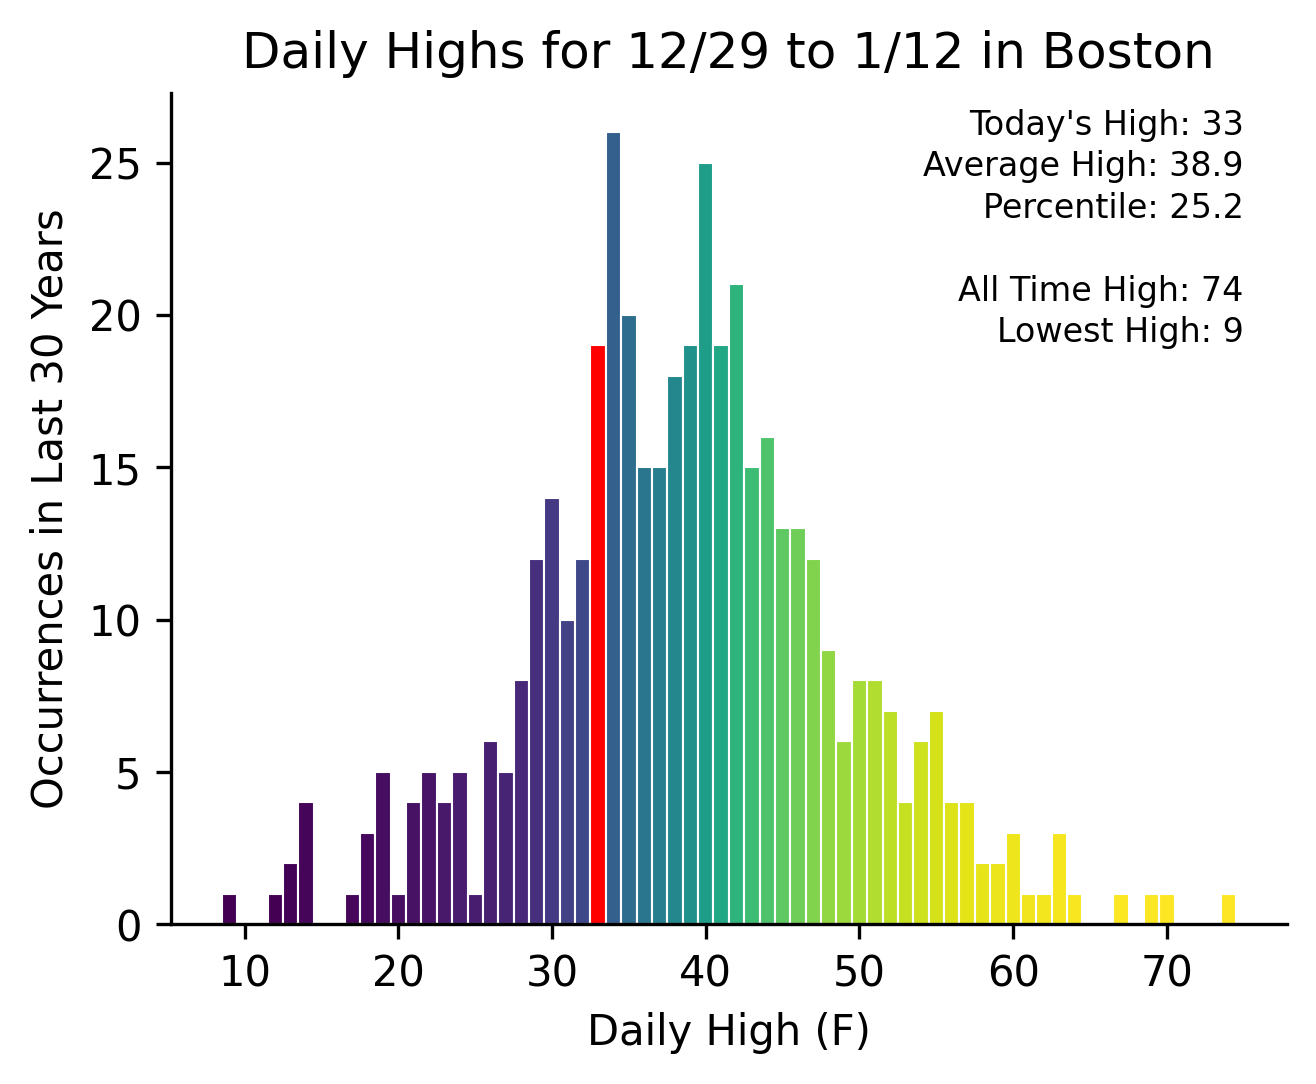 Daily Highs for 12/29 to 1/12 in Boston
Today's High: 33
Average High: 38.9
Percentile: 25.2
All Time High: 74
Lowest High: 9
Occurrences in Last 30 Years
25
20
15
10
5
0
10 20 30 40 50 60 70
Daily High (F)